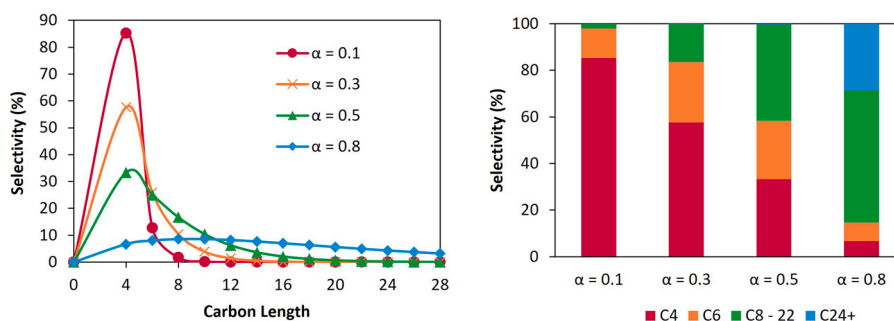 90
80
70
60
50
40
30
20
10
0
Selectivity (%)
0 4 8 12 16 20 24 28
Carbon Length
α = 0.1
α = 0.3
α = 0.5
α = 0.8
100
80
60
40
20
0
Selectivity (%)
α = 0.1 α = 0.3 α = 0.5 α = 0.8
C4 C6 C8 - 22 C24+